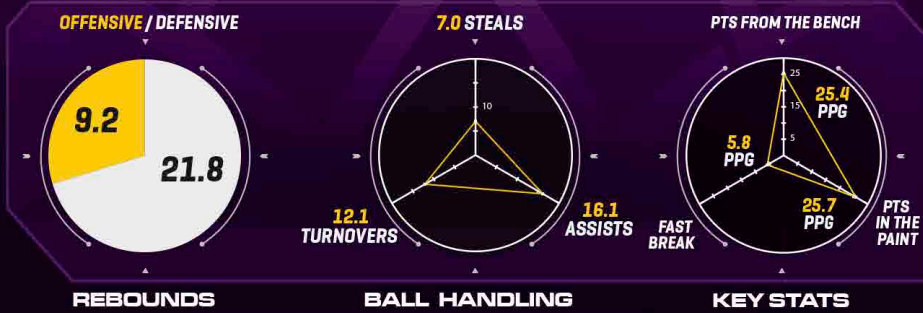 OFFENSIVE / DEFENSIVE
9.2
21.8
REBOUNDS
7.0 STEALS
10
12.1
TURNOVERS
16.1
ASSISTS
BALL HANDLING
PTS FROM THE BENCH
25
15
5
25.4
PPG
5.8
PPG
25.7
PPG
FAST
BREAK
PTS
IN THE
PAINT
KEY STATS